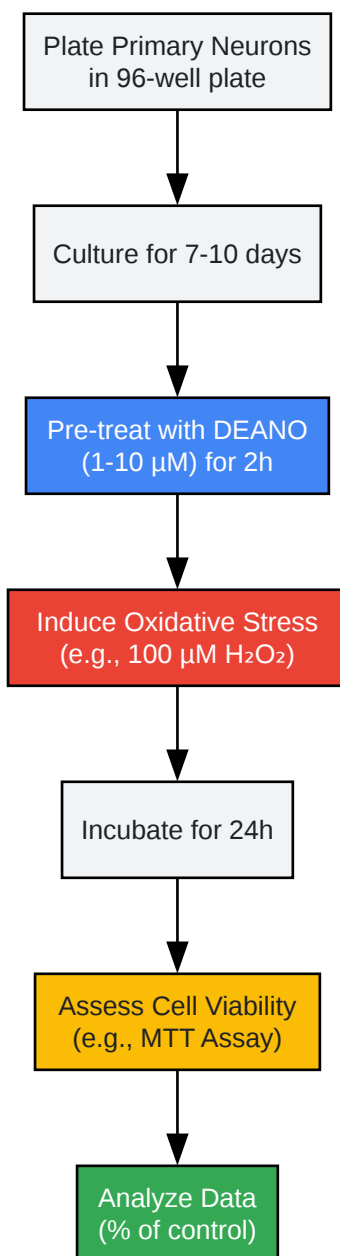 Plate Primary Neurons
in 96-well plate
Culture for 7-10 days
Pre-treat with DEANO
(1-10 µM) for 2h
Induce Oxidative Stress
(e.g., 100 µM H₂O₂)
Incubate for 24h
Assess Cell Viability
(e.g., MTT Assay)
Analyze Data
(% of control)